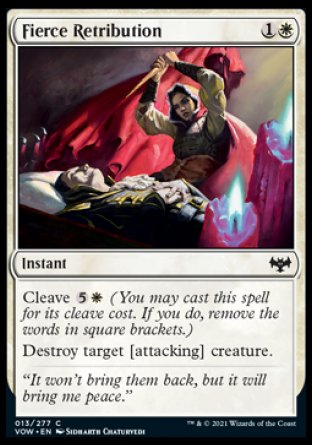 Fierce Retribution 1
Instant
Cleave 5 (You may cast this spell
for its cleave cost. If you do, remove the
words in square brackets.)
Destroy target [attacking] creature.
“It won’t bring them back, but it will
bring me peace.”
013/277 C
VOW • EN Sidharth Chaturvedi
™ & © 2021 Wizards of the Coast